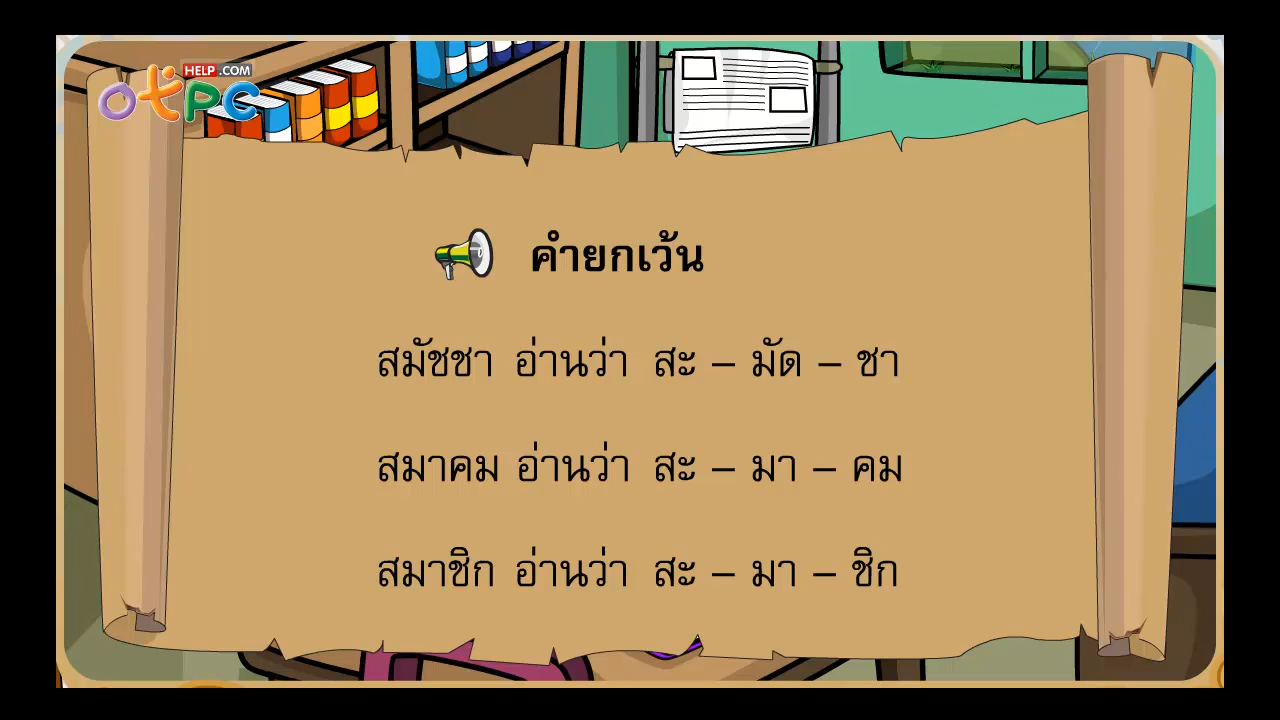 otpc HELP.COM
คำยกเว้น
สมัชชา อ่านว่า สะ – มัด – ชา
สมาคม อ่านว่า สะ – มา – คม
สมาชิก อ่านว่า สะ – มา – ชิก